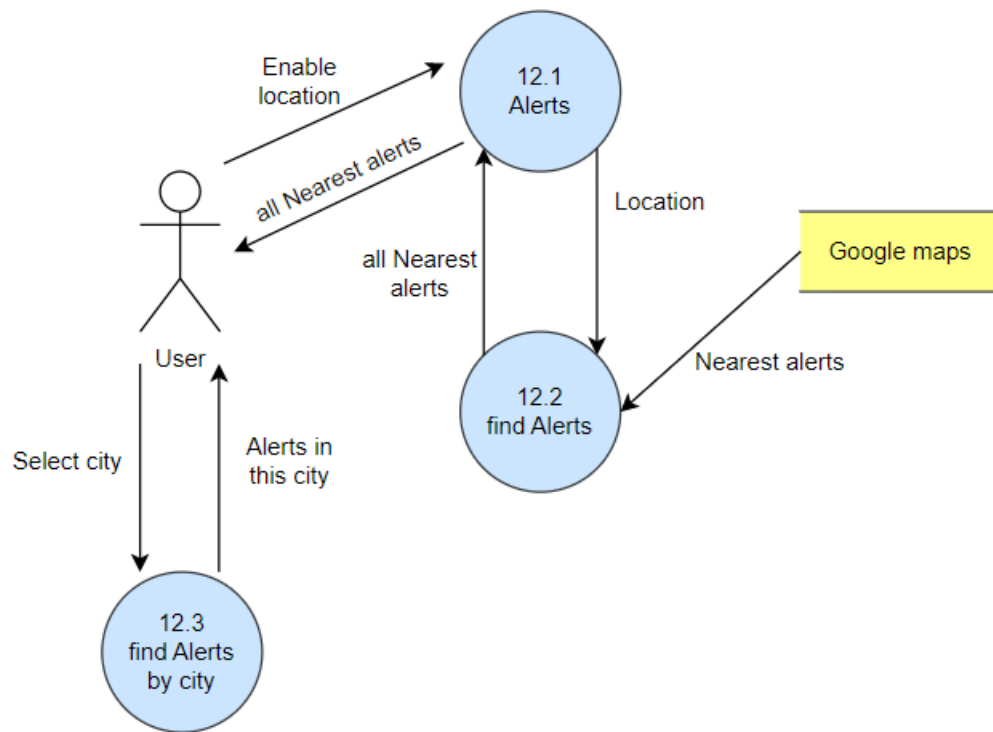 12.1
Alerts
Enable
location
all Nearest alerts
Location
all Nearest
alerts
Google maps
User
Nearest alerts
12.2
find Alerts
Select city
Alerts in
this city
12.3
find Alerts
by city